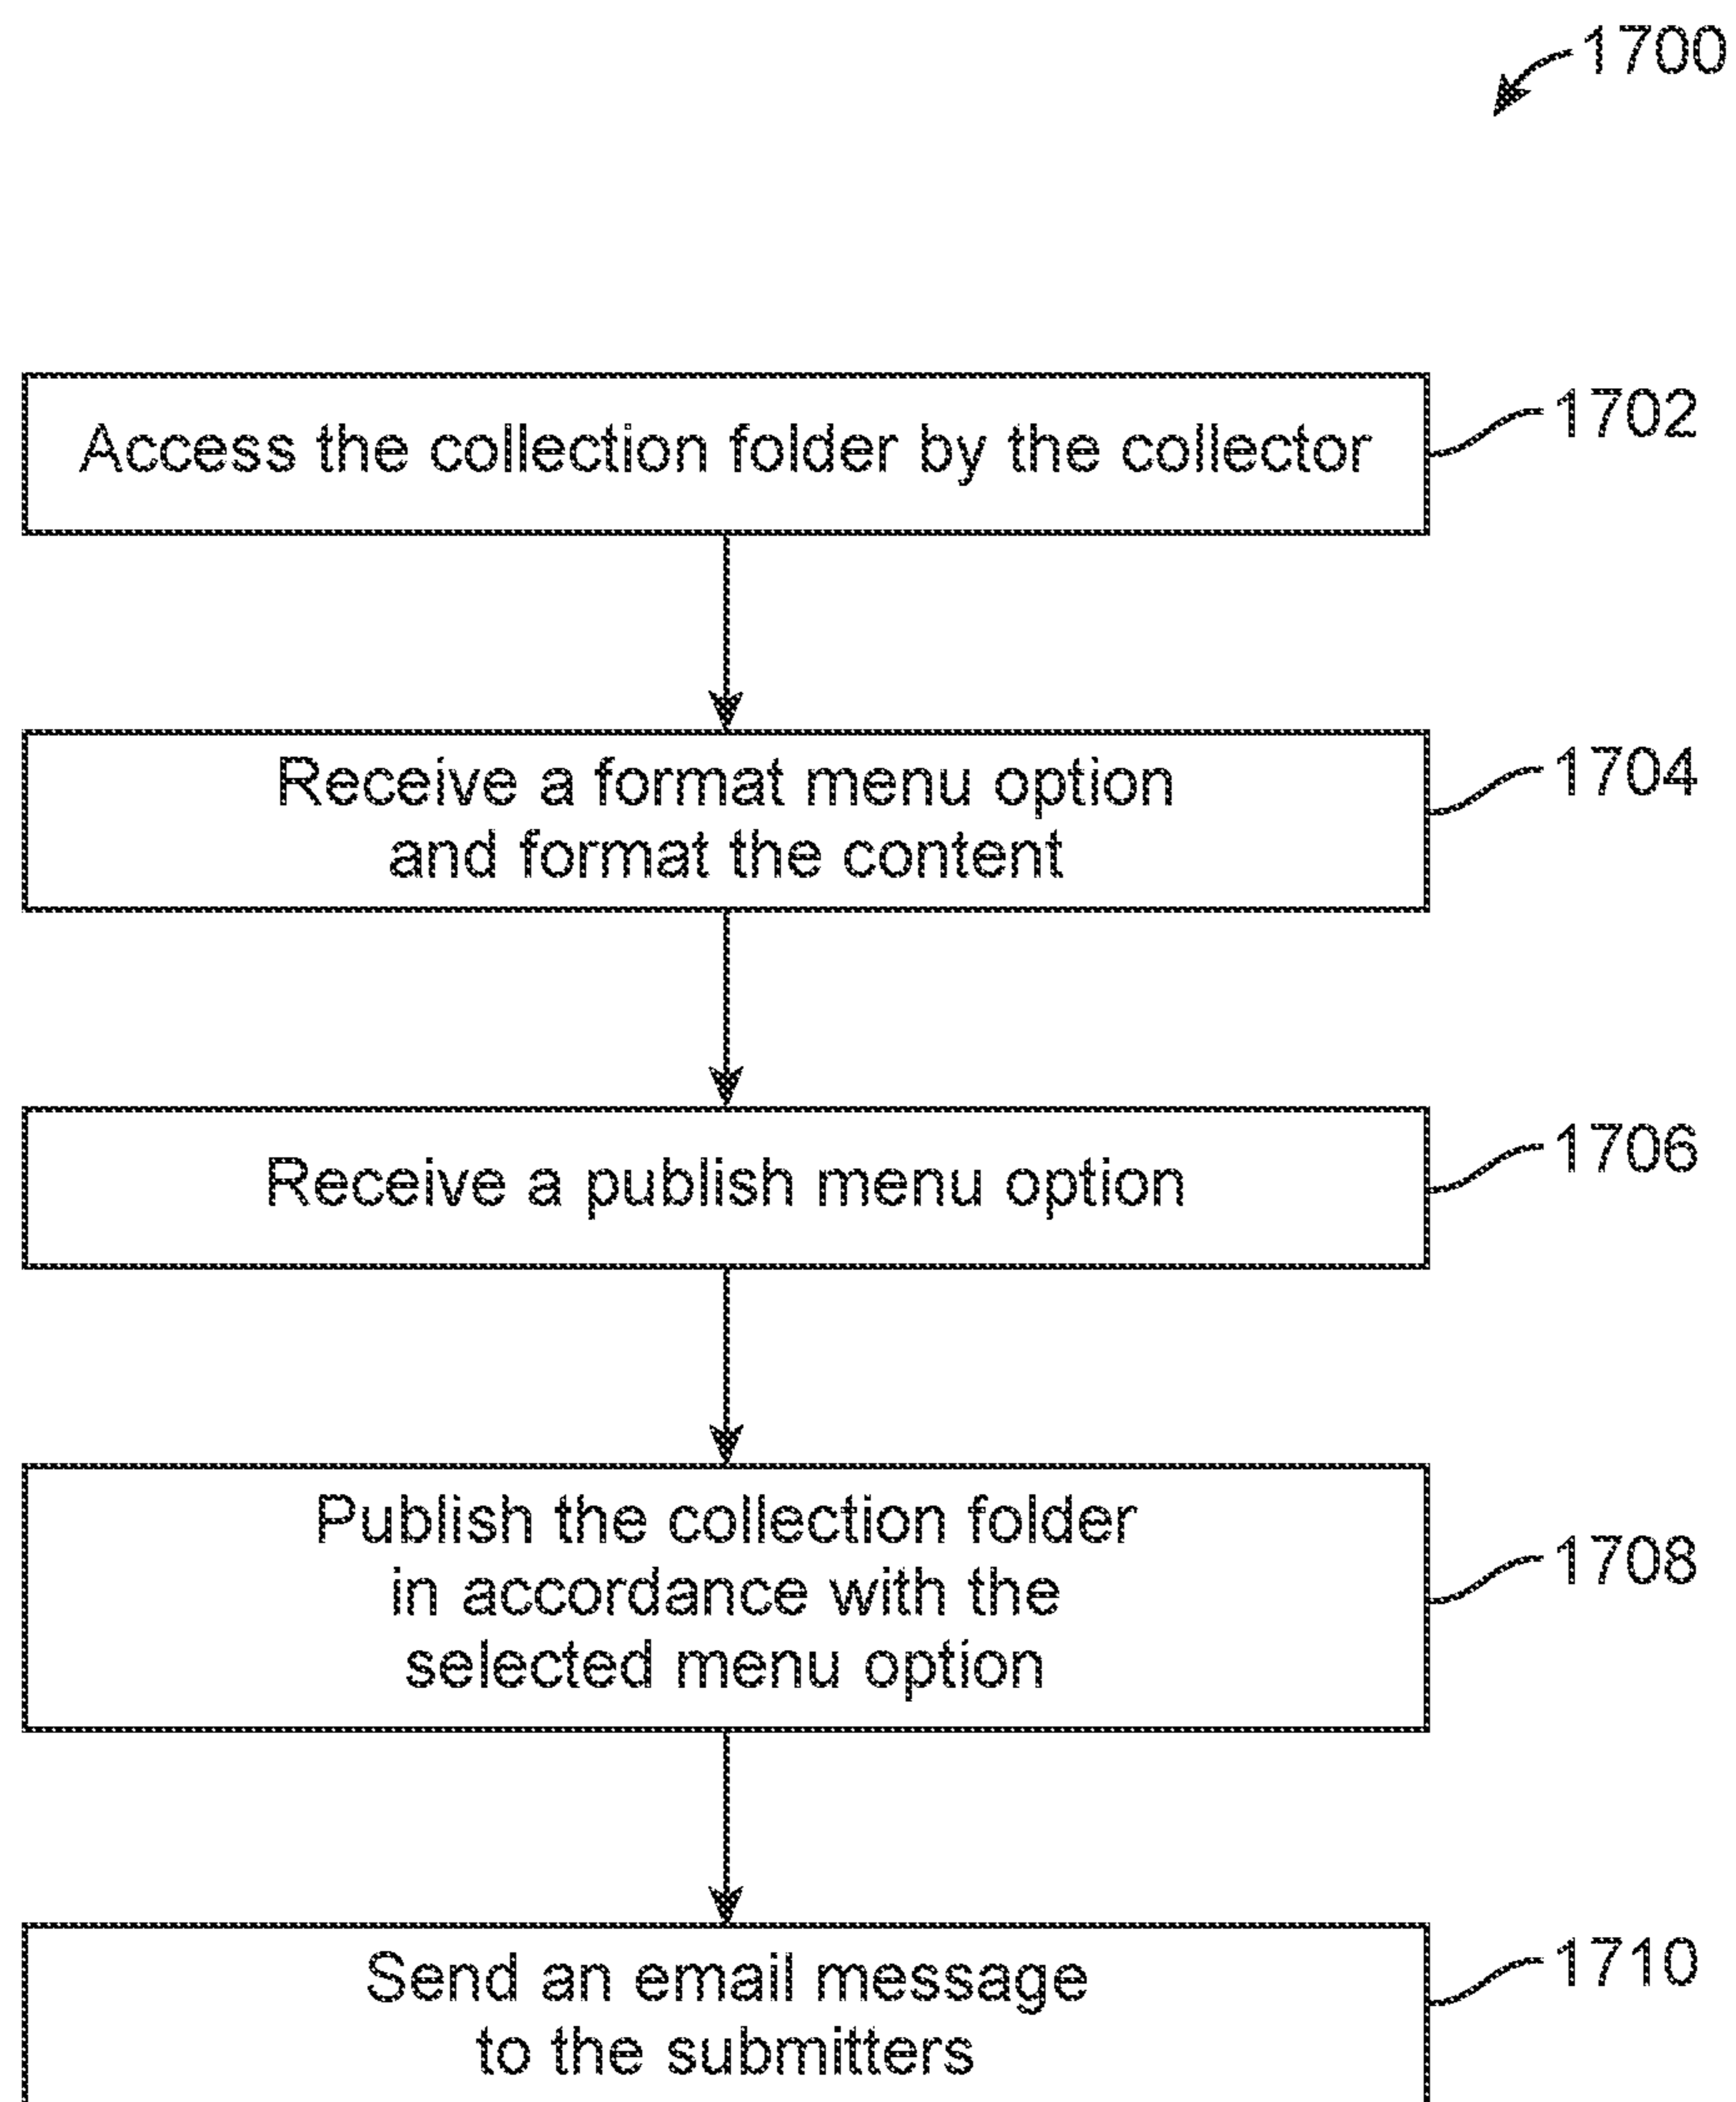 1700
Access the collection folder by the collector
1702
Receive a format menu option
and format the content
1704
Receive a publish menu option
1706
Publish the collection folder
in accordance with the
selected menu option
1708
Send an email message
to the submitters
1710